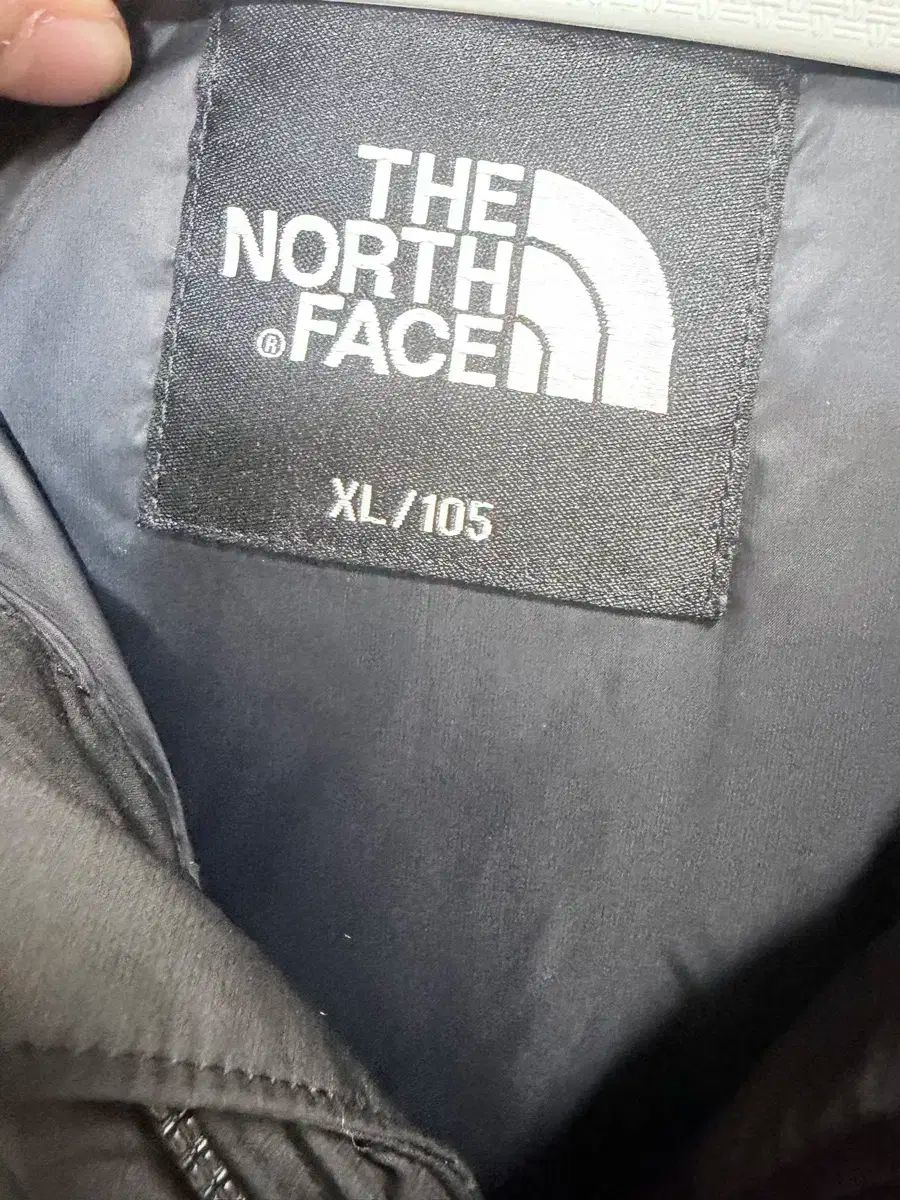 THE
NORTH
®FACE
XL/105